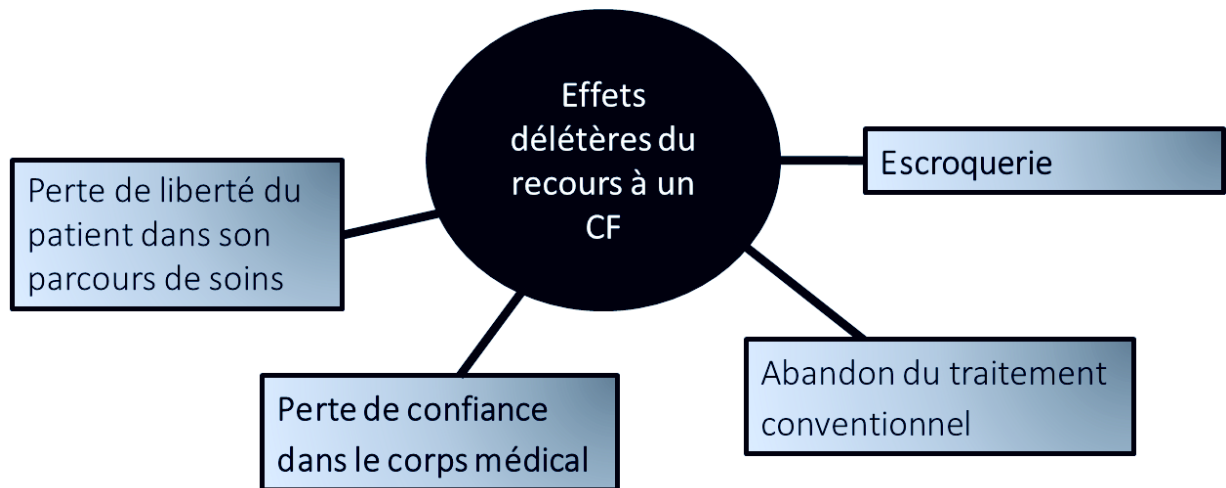 Effets
délétères du
recours à un
CF
Escroquerie
Perte de liberté du
patient dans son
parcours de soins
Abandon du traitement
conventionnel
Perte de confiance
dans le corps médical